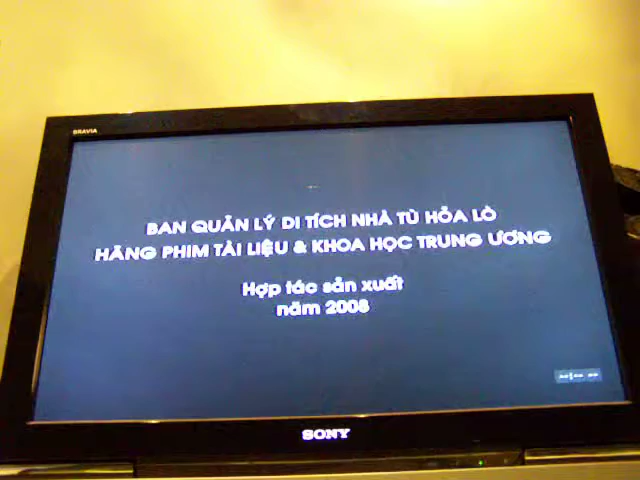 BRAVIA
BAN QUẢN LÝ DI TÍCH NHÀ TÙ HỎA LÒ
HÃNG PHIM TÀI LIỆU & KHOA HỌC TRUNG ƯƠNG
Hợp tác sản xuất
năm 2008
SONY